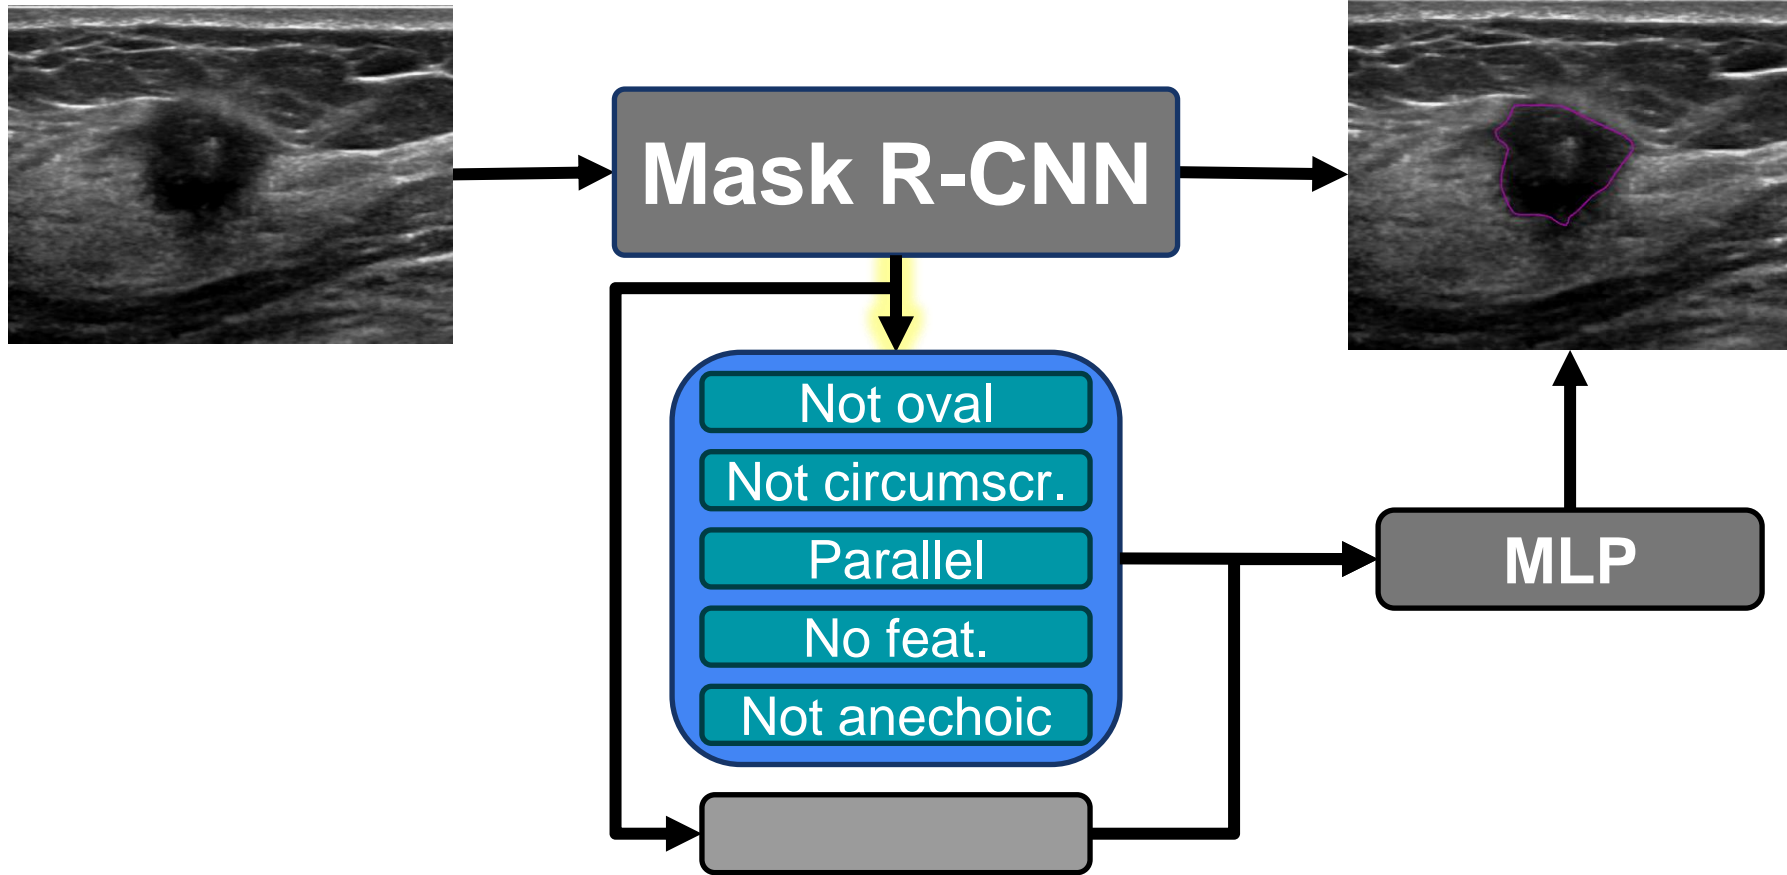 Mask R-CNN
Not oval
Not circumscr.
Parallel
No feat.
Not anechoic
MLP